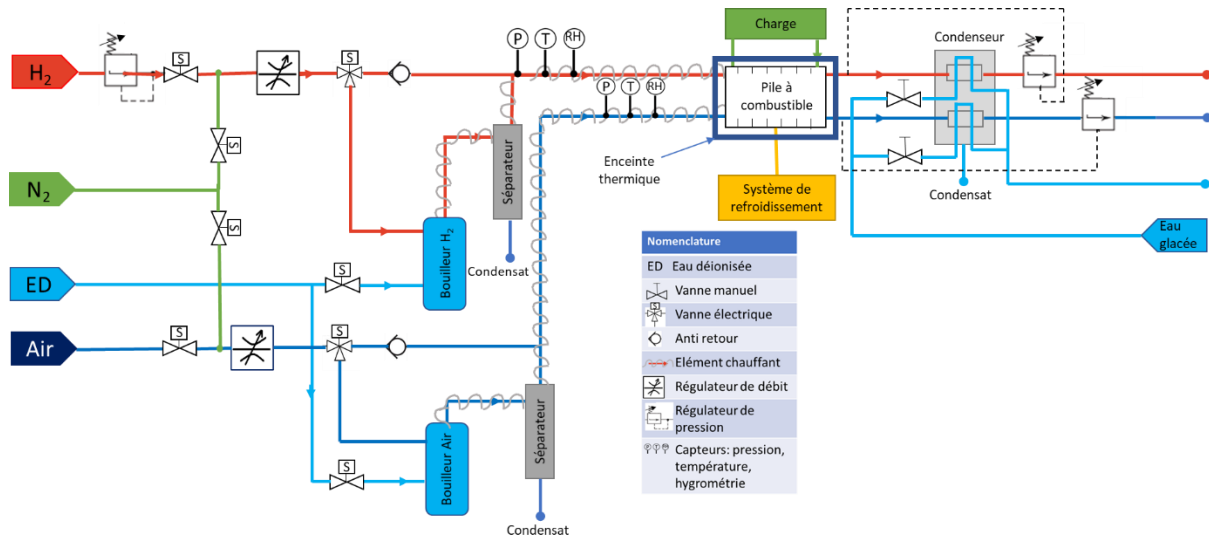 Charge
P
T
RH
Condenseur
S
H2
S
Pile à
combustible
P
T
RH
Séparateur
Enceinte
thermique
S
N2
Système de
refroidissement
Condensat
S
Bouilleur H2
Eau
glacée
Nomenclature
ED Eau déionisée
Condensat
S
ED
Vanne manuel
S
Vanne électrique
S
S
Air
Anti retour
Elément chauffant
Séparateur
Régulateur de débit
Régulateur de
pression
Bouilleur Air
P T RH
Capteurs: pression,
température,
hygrométrie
S
Condensat